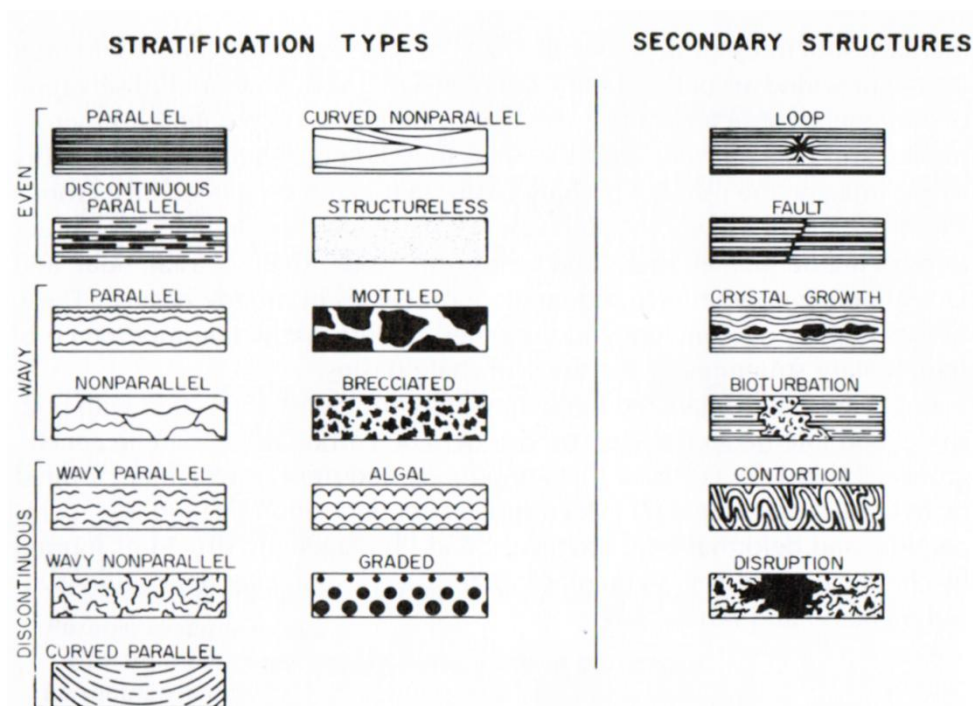 STRATIFICATION TYPES
SECONDARY STRUCTURES
EVEN
PARALLEL
DISCONTINUOUS
PARALLEL
WAVY
PARALLEL
NONPARALLEL
DISCONTINUOUS
WAVY PARALLEL
WAVY NONPARALLEL
CURVED PARALLEL
CURVED NONPARALLEL
STRUCTURELESS
MOTTLED
BRECCIATED
ALGAL
GRADED
LOOP
FAULT
CRYSTAL GROWTH
BIOTURBATION
CONTORTION
DISRUPTION